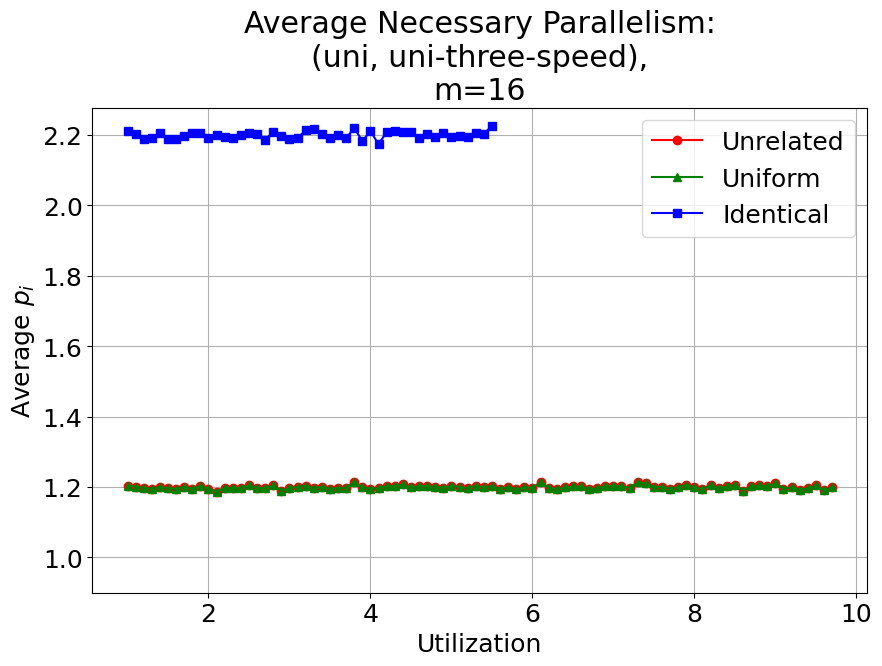 Average Necessary Parallelism:
(uni, uni-three-speed),
m=16
Unrelated
Uniform
Identical
Average p_i
2.2
2.0
1.8
1.6
1.4
1.2
1.0
2 4 6 8 10
Utilization